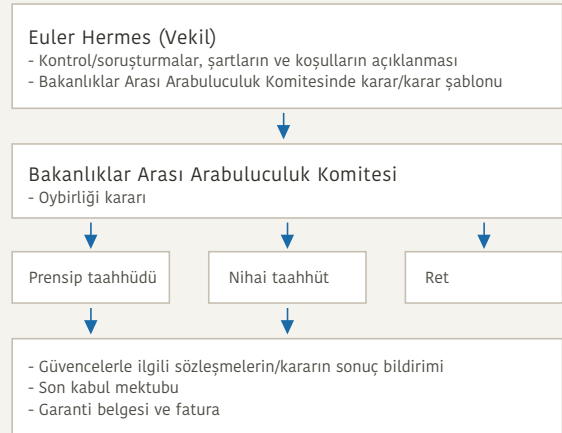 Euler Hermes (Vekil)
- Kontrol/soruşturmalar, şartların ve koşulların açıklanması
- Bakanlıklar Arası Arabuluculuk Komitesinde karar/karar şablonu
Bakanlıklar Arası Arabuluculuk Komitesi
- Oybirliği kararı
Prensip taahhüdü
Nihai taahhüt
Ret
- Güvencelerle ilgili sözleşmelerin/kararın sonuç bildirimi
- Son kabul mektubu
- Garanti belgesi ve fatura